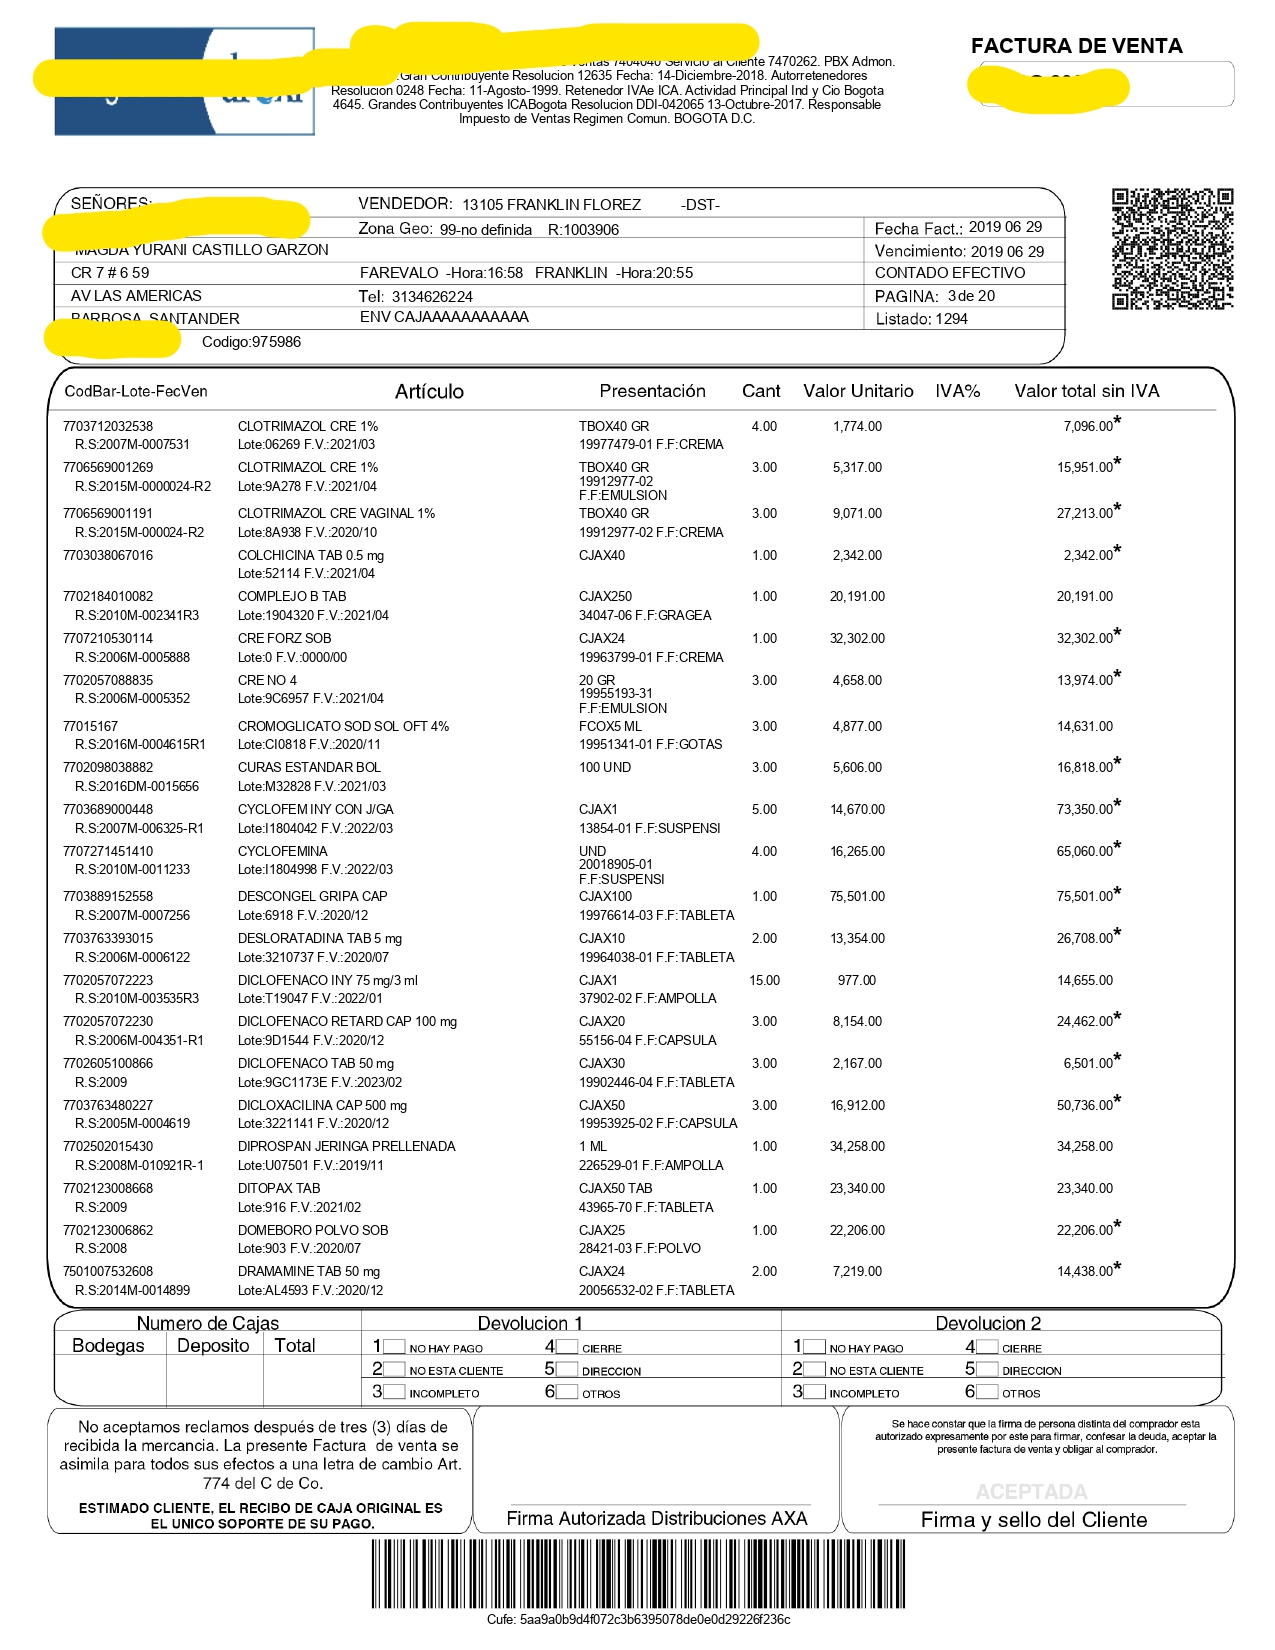 FACTURA DE VENTA
Servicio al Cliente 7470262. PBX Admon.
Gran Contribuyente Resolucion 12635 Fecha: 14-Diciembre-2018. Autorretenedores
Resolucion 0248 Fecha: 11-Agosto-1999. Retenedor IVAe ICA. Actividad Principal Ind y Cio Bogota
4645. Grandes Contribuyentes ICABogota Resolucion DDI-042065 13-Octubre-2017. Responsable
Impuesto de Ventas Regimen Comun. BOGOTA D.C.
SEÑORES: VENDEDOR: 13105 FRANKLIN FLOREZ -DST-
Zona Geo: 99-no definida R:1003906 Fecha Fact.: 2019 06 29
MAGDA YURANI CASTILLO GARZON Vencimiento: 2019 06 29
CR 7 # 6 59 FAREVALO -Hora:16:58 FRANKLIN -Hora:20:55 CONTADO EFECTIVO
AV LAS AMERICAS Tel: 3134626224 PAGINA: 3 de 20
BARBOSA, SANTANDER ENV CAJAAAAAAAAAAA Listado: 1294
Codigo:975986
CodBar-Lote-FecVen Artículo Presentación Cant Valor Unitario IVA% Valor total sin IVA
7703712032538 CLOTRIMAZOL CRE 1% TBOX40 GR 4.00 1,774.00 7,096.00*
R.S:2007M-0007531 Lote:06269 F.V.:2021/03 19977479-01 F.F:CREMA
7706569001269 CLOTRIMAZOL CRE 1% TBOX40 GR 3.00 5,317.00 15,951.00*
R.S:2015M-0000024-R2 Lote:9A278 F.V.:2021/04 19912977-02
F.F:EMULSION
7706569001191 CLOTRIMAZOL CRE VAGINAL 1% TBOX40 GR 3.00 9,071.00 27,213.00*
R.S:2015M-000024-R2 Lote:8A938 F.V.:2020/10 19912977-02 F.F:CREMA
7703038067016 COLCHICINA TAB 0.5 mg CJAX40 1.00 2,342.00 2,342.00*
Lote:52114 F.V.:2021/04
7702184010082 COMPLEJO B TAB CJAX250 1.00 20,191.00 20,191.00
R.S:2010M-002341R3 Lote:1904320 F.V.:2021/04 34047-06 F.F:GRAGEA
7707210530114 CRE FORZ SOB CJAX24 1.00 32,302.00 32,302.00*
R.S:2006M-0005888 Lote:0 F.V.:0000/00 19963799-01 F.F:CREMA
7702057088835 CRE NO 4 20 GR 3.00 4,658.00 13,974.00*
R.S:2006M-0005352 Lote:9C6957 F.V.:2021/04 19955193-31
F.F:EMULSION
77015167 CROMOGLICATO SOD SOL OFT 4% FCOX5 ML 3.00 4,877.00 14,631.00
R.S:2016M-0004615R1 Lote:CI0818 F.V.:2020/11 19951341-01 F.F:GOTAS
7702098038882 CURAS ESTANDAR BOL 100 UND 3.00 5,606.00 16,818.00*
R.S:2016DM-0015656 Lote:M32828 F.V.:2021/03
7703689000448 CYCLOFEM INY CON J/GA CJAX1 5.00 14,670.00 73,350.00*
R.S:2007M-006325-R1 Lote:I1804042 F.V.:2022/03 13854-01 F.F:SUSPENSI
7707271451410 CYCLOFEMINA UND 4.00 16,265.00 65,060.00*
R.S:2010M-0011233 Lote:I1804998 F.V.:2022/03 20018905-01
F.F:SUSPENSI
7703889152558 DESCONGEL GRIPA CAP CJAX100 1.00 75,501.00 75,501.00*
R.S:2007M-0007256 Lote:6918 F.V.:2020/12 19976614-03 F.F:TABLETA
7703763393015 DESLORATADINA TAB 5 mg CJAX10 2.00 13,354.00 26,708.00*
R.S:2006M-0006122 Lote:3210737 F.V.:2020/07 19964038-01 F.F:TABLETA
7702057072223 DICLOFENACO INY 75 mg/3 ml CJAX1 15.00 977.00 14,655.00
R.S:2010M-003535R3 Lote:T19047 F.V.:2022/01 37902-02 F.F:AMPOLLA
7702057072230 DICLOFENACO RETARD CAP 100 mg CJAX20 3.00 8,154.00 24,462.00*
R.S:2006M-004351-R1 Lote:9D1544 F.V.:2020/12 55156-04 F.F:CAPSULA
7702605100866 DICLOFENACO TAB 50 mg CJAX30 3.00 2,167.00 6,501.00*
R.S:2009 Lote:9GC1173E F.V.:2023/02 19902446-04 F.F:TABLETA
7703763480227 DICLOXACILINA CAP 500 mg CJAX50 3.00 16,912.00 50,736.00*
R.S:2005M-0004619 Lote:3221141 F.V.:2020/12 19953925-02 F.F:CAPSULA
7702502015430 DIPROSPAN JERINGA PRELLENADA 1 ML 1.00 34,258.00 34,258.00
R.S:2008M-010921R-1 Lote:U07501 F.V.:2019/11 226529-01 F.F:AMPOLLA
7702123008668 DITOPAX TAB CJAX50 TAB 1.00 23,340.00 23,340.00
R.S:2009 Lote:916 F.V.:2021/02 43965-70 F.F:TABLETA
7702123006862 DOMEBORO POLVO SOB CJAX25 1.00 22,206.00 22,206.00*
R.S:2008 Lote:903 F.V.:2020/07 28421-03 F.F:POLVO
7501007532608 DRAMAMINE TAB 50 mg CJAX24 2.00 7,219.00 14,438.00*
R.S:2014M-0014899 Lote:AL4593 F.V.:2020/12 20056532-02 F.F:TABLETA
Numero de Cajas Devolucion 1 Devolucion 2
Bodegas Deposito Total 1 NO HAY PAGO 4 CIERRE 1 NO HAY PAGO 4 CIERRE
2 NO ESTA CLIENTE 5 DIRECCION 2 NO ESTA CLIENTE 5 DIRECCION
3 INCOMPLETO 6 OTROS 3 INCOMPLETO 6 OTROS
No aceptamos reclamos después de tres (3) días de
recibida la mercancia. La presente Factura de venta se
asimila para todos sus efectos a una letra de cambio Art.
774 del C de Co.
ESTIMADO CLIENTE, EL RECIBO DE CAJA ORIGINAL ES
EL UNICO SOPORTE DE SU PAGO.
Firma Autorizada Distribuciones AXA
Se hace constar que la firma de persona distinta del comprador esta
autorizado expresamente por este para firmar, confesar la deuda, aceptar la
presente factura de venta y obligar al comprador.
ACEPTADA
Firma y sello del Cliente
Cufe: 5aa9a0b9d4f072c3b6395078de0e0d29226f236c